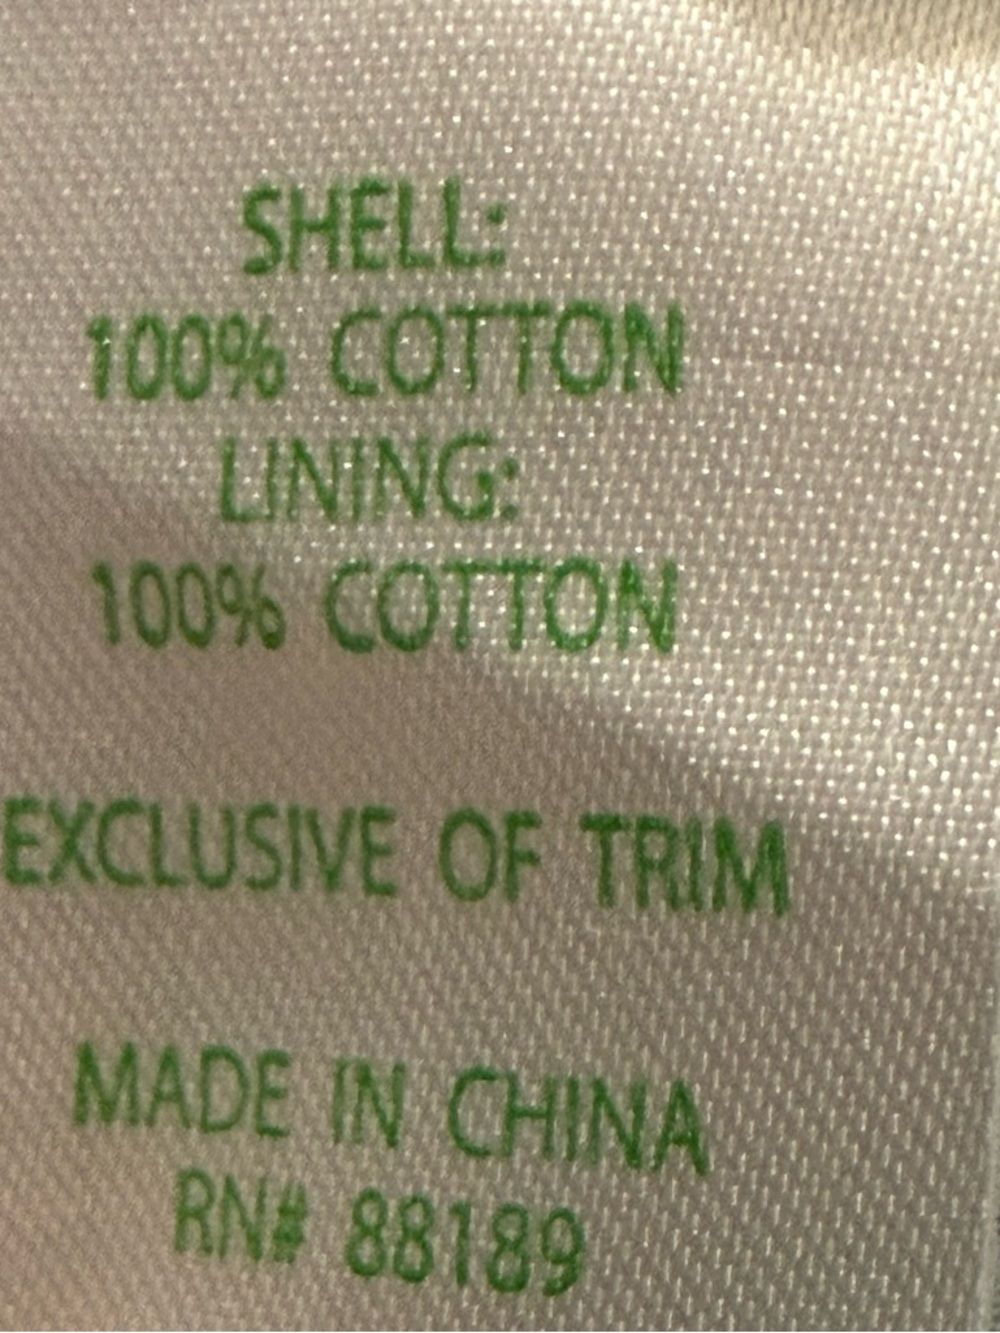 SHELL:
100% COTTON
LINING:
100% COTTON
EXCLUSIVE OF TRIM
MADE IN CHINA
RN# 88189